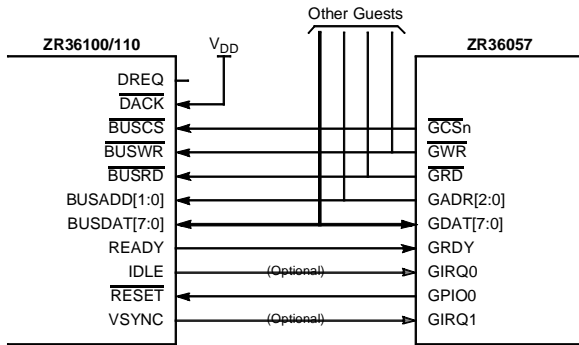 Other Guests
ZR36100/110
VDD
ZR36057
DREQ
DACK
BUSCS
GCSn
BUSWR
GWR
BUSRD
GRD
BUSADD[1:0]
GADR[2:0]
BUSDAT[7:0]
GDAT[7:0]
READY
GRDY
IDLE
(Optional)
GIRQ0
RESET
GPIO0
VSYNC
(Optional)
GIRQ1